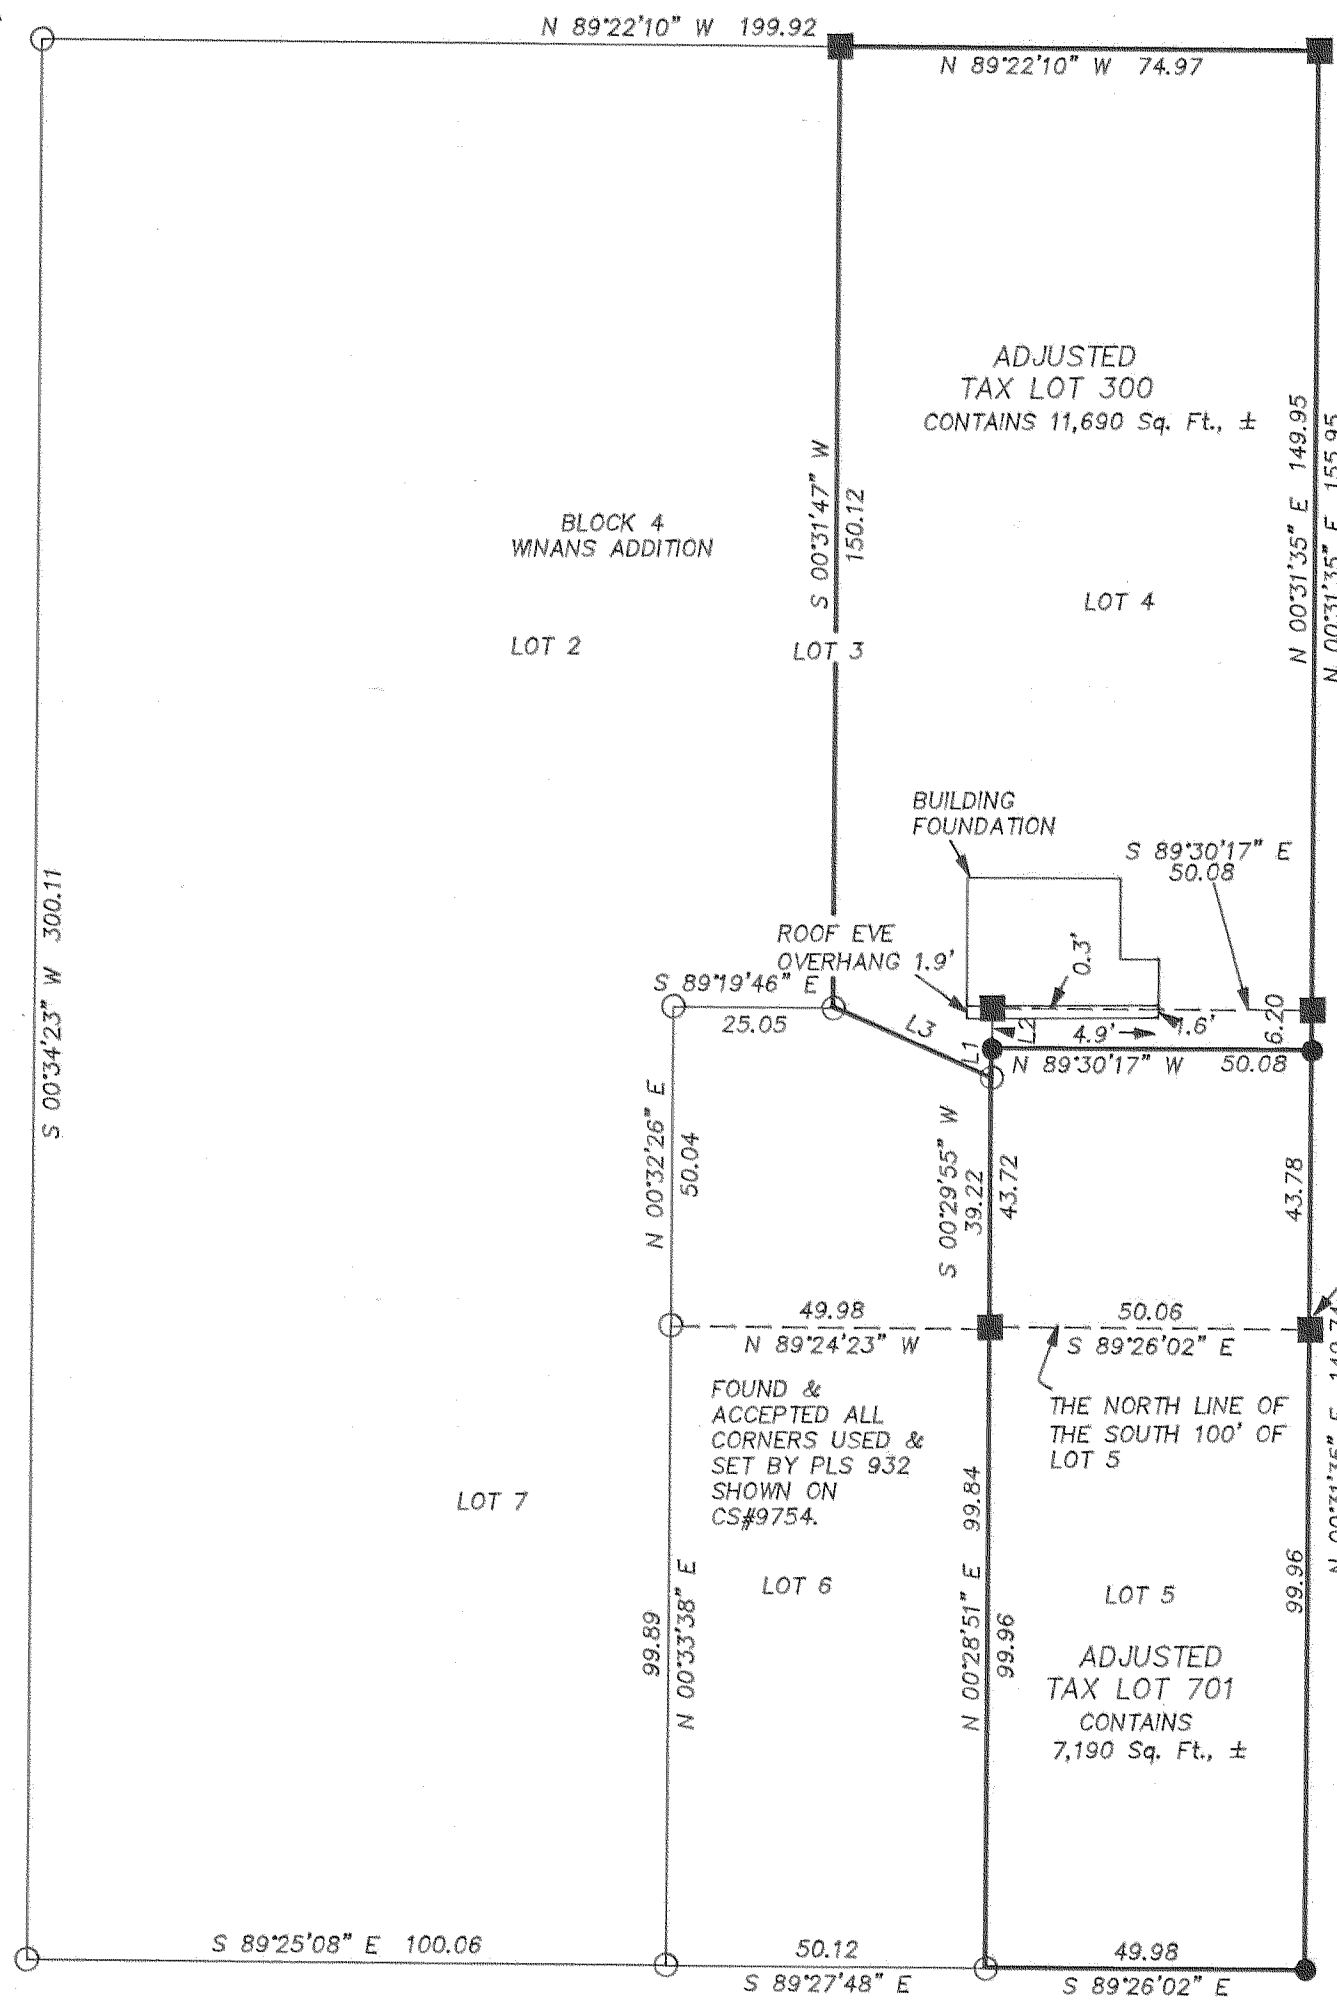 N 89°22'10" W 199.92
N 89°22'10" W 74.97
ADJUSTED
TAX LOT 300
CONTAINS 11,690 Sq. Ft., ±
N 00°31'35" E 149.95
N 00°31'35" E 155.95
S 00°31'47" W
150.12
BLOCK 4
WINANS ADDITION
LOT 4
LOT 2
LOT 3
BUILDING
FOUNDATION
S 89°30'17" E
50.08
S 00°34'23" W 300.11
ROOF EVE
OVERHANG 1.9'
0.3'
S 89°19'46" E
25.05
L3
L1
L2
4.9'
1.6'
6.20
N 89°30'17" W 50.08
N 00°32'26" E
50.04
S 00°29'55" W
39.22
43.72
43.78
49.98
N 89°24'23" W
50.06
S 89°26'02" E
FOUND &
ACCEPTED ALL
CORNERS USED &
SET BY PLS 932
SHOWN ON
CS#9754.
THE NORTH LINE OF
THE SOUTH 100' OF
LOT 5
LOT 7
LOT 6
LOT 5
99.89
N 00°33'38" E
N 00°28'51" E 99.84
99.96
99.96
ADJUSTED
TAX LOT 701
CONTAINS
7,190 Sq. Ft., ±
S 89°25'08" E 100.06
50.12
S 89°27'48" E
49.98
S 89°26'02" E